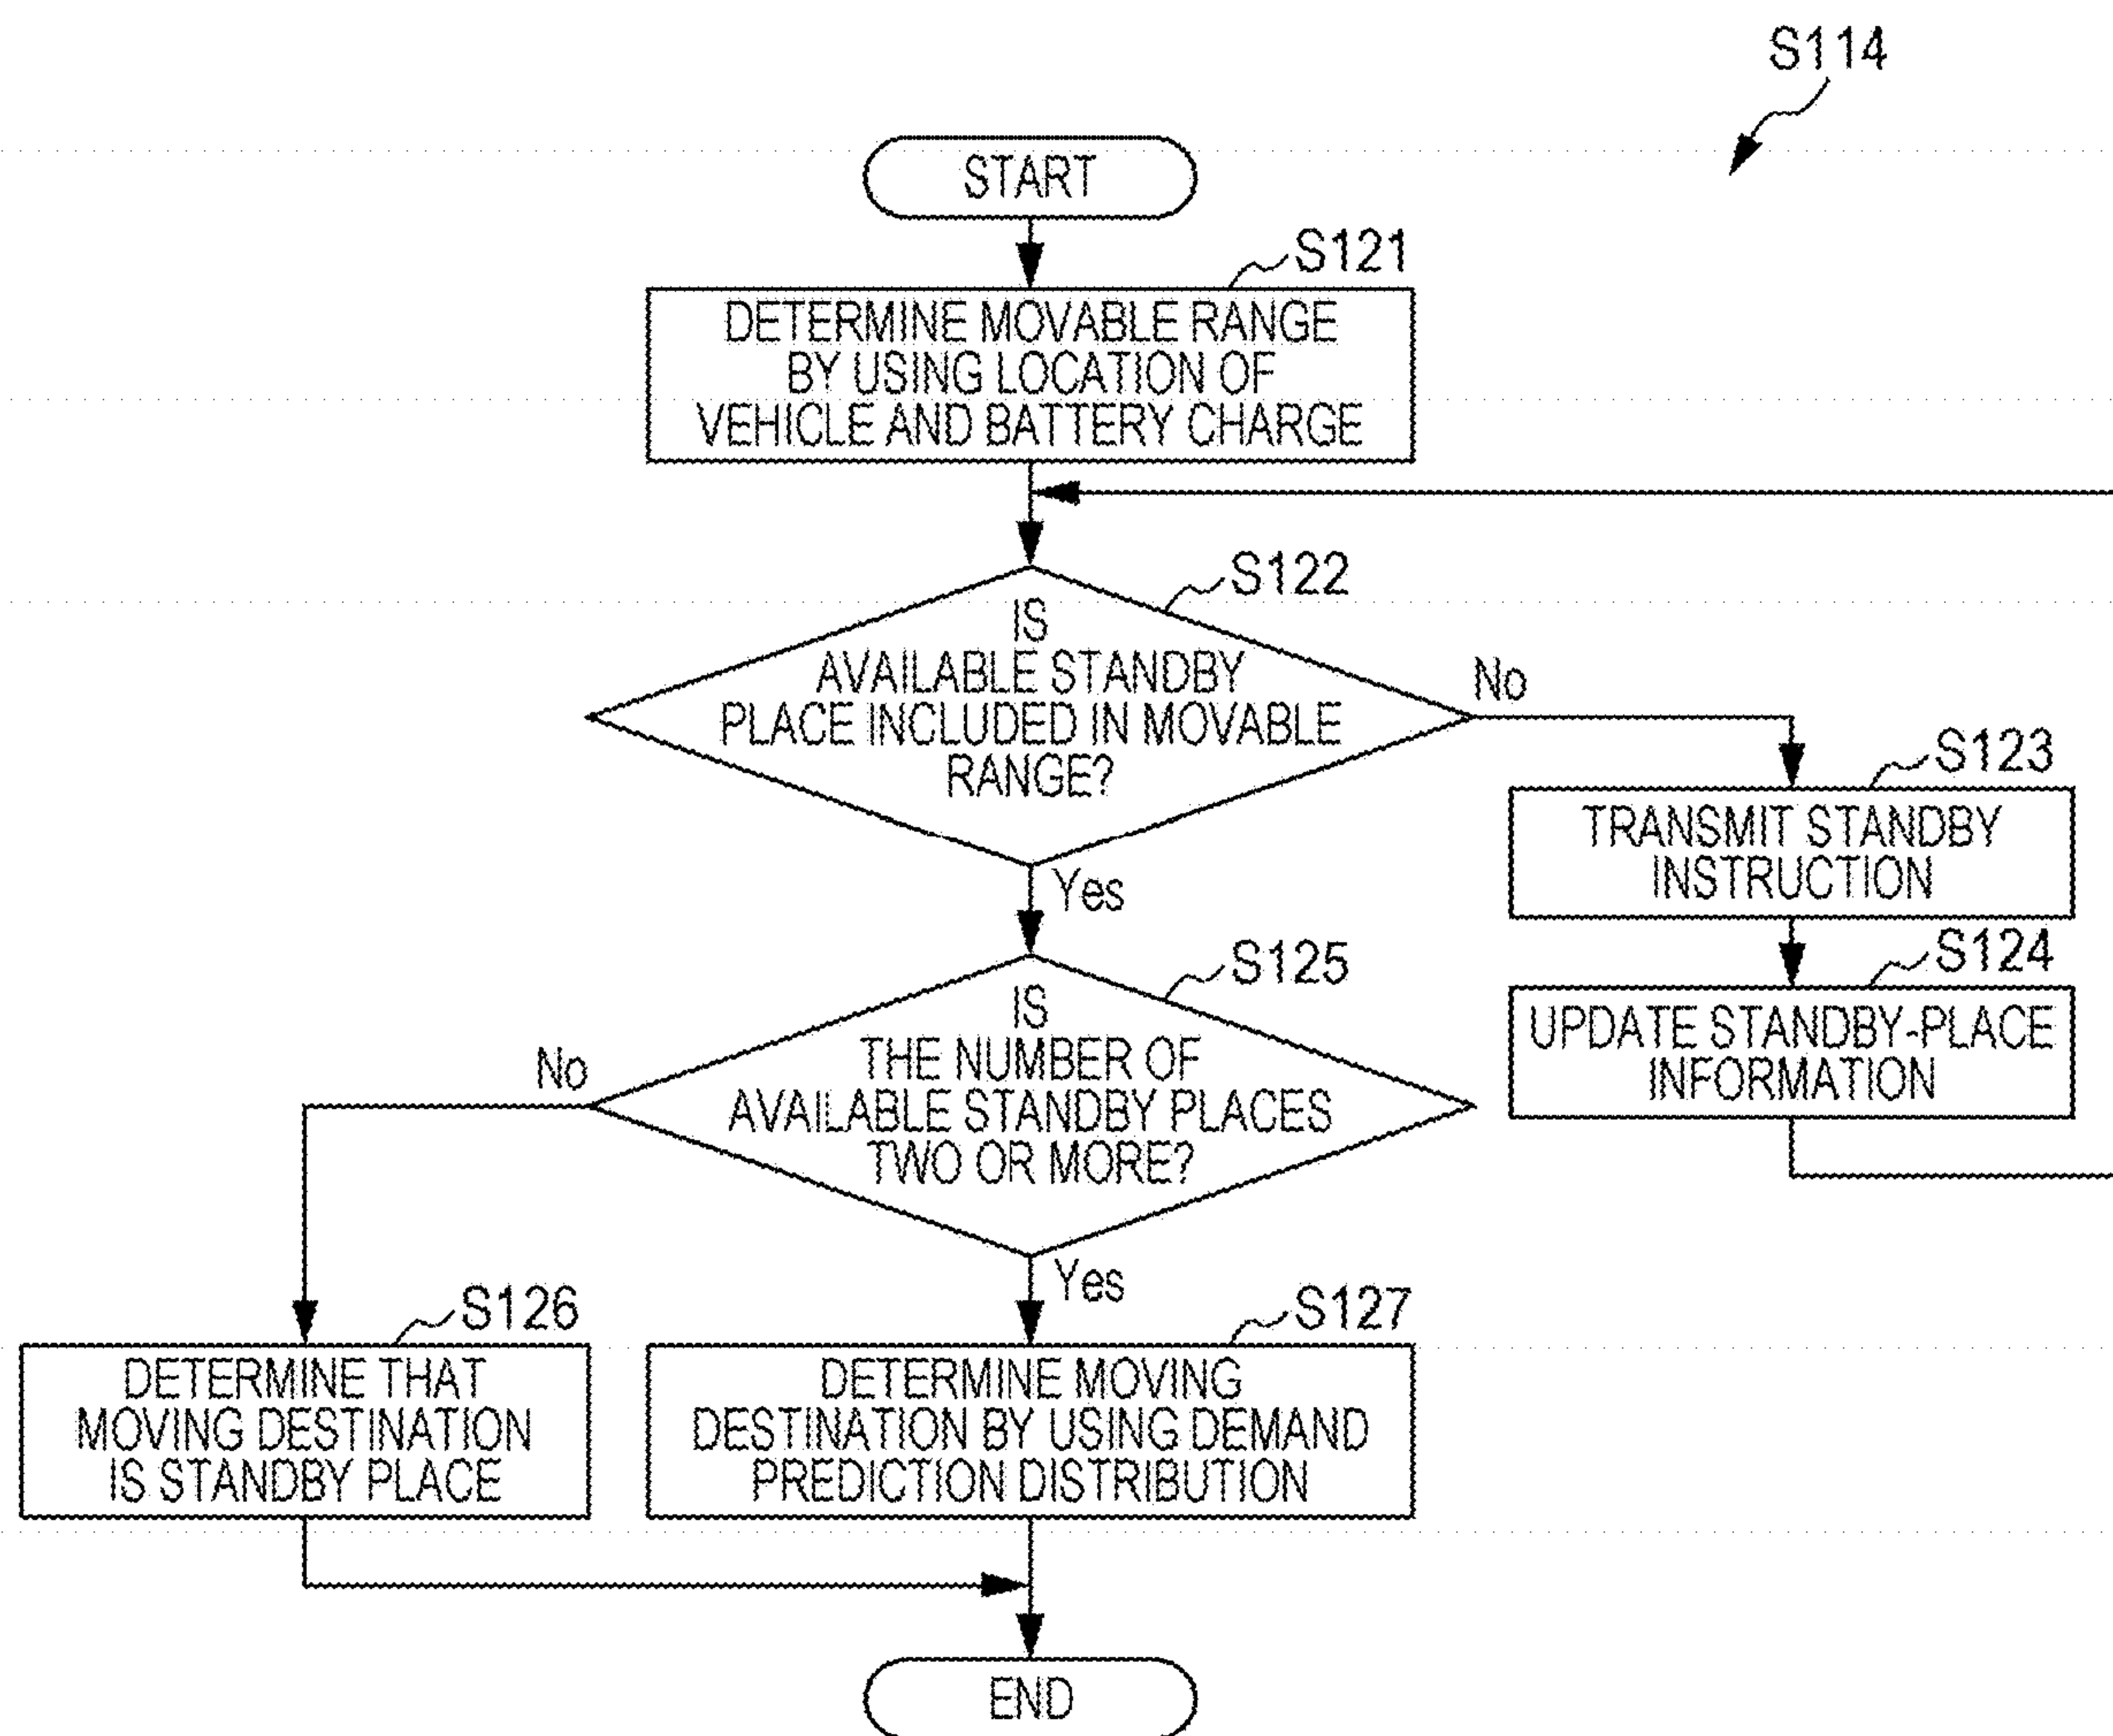 S114
START
S121
DETERMINE MOVABLE RANGE
BY USING LOCATION OF
VEHICLE AND BATTERY CHARGE
S122
IS
AVAILABLE STANDBY
PLACE INCLUDED IN MOVABLE
RANGE?
No
S123
TRANSMIT STANDBY
INSTRUCTION
Yes
S124
UPDATE STANDBY-PLACE
INFORMATION
S125
IS
THE NUMBER OF
AVAILABLE STANDBY PLACES
TWO OR MORE?
No
Yes
S126
DETERMINE THAT
MOVING DESTINATION
IS STANDBY PLACE
S127
DETERMINE MOVING
DESTINATION BY USING DEMAND
PREDICTION DISTRIBUTION
END